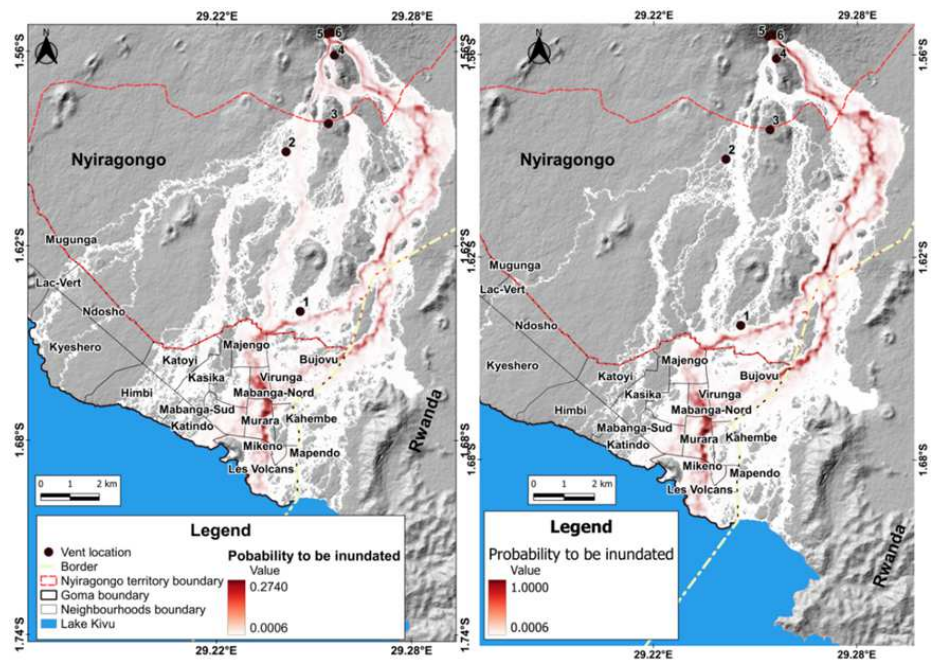 29.22°E 29.28°E
N
1.56°S
5 6
4
3
2
Nyiragongo
1.62°S
Mugunga
Lac-Vert
Ndosho
1
Kyeshero
Majengo
Katoyi
Bujovu
Kasika
Virunga
Himbi
Mabanga-Nord
Mabanga-Sud
Murara
Kahembe
Katindo
Mikeno
Mapendo
Les Volcans
1.68°S
Rwanda
0 1 2 km
Legend
Vent location
Border
Nyiragongo territory boundary
Goma boundary
Neighbourhoods boundary
Lake Kivu
Pobability to be inundated
Value
0.2740
0.0006
1.74°S
29.22°E 29.28°E
29.22°E 29.28°E
N
1.56°S
5 6
4
3
2
Nyiragongo
1.62°S
Mugunga
Lac-Vert
Ndosho
1
Kyeshero
Majengo
Katoyi
Bujovu
Kasika
Virunga
Himbi
Mabanga-Nord
Mabanga-Sud
Murara
Kahembe
Katindo
Mikeno
Mapendo
Les Volcans
1.68°S
0 1 2 km
Rwanda
Legend
Probability to be inundated
Value
1.0000
0.0006
1.74°S
29.22°E 29.28°E